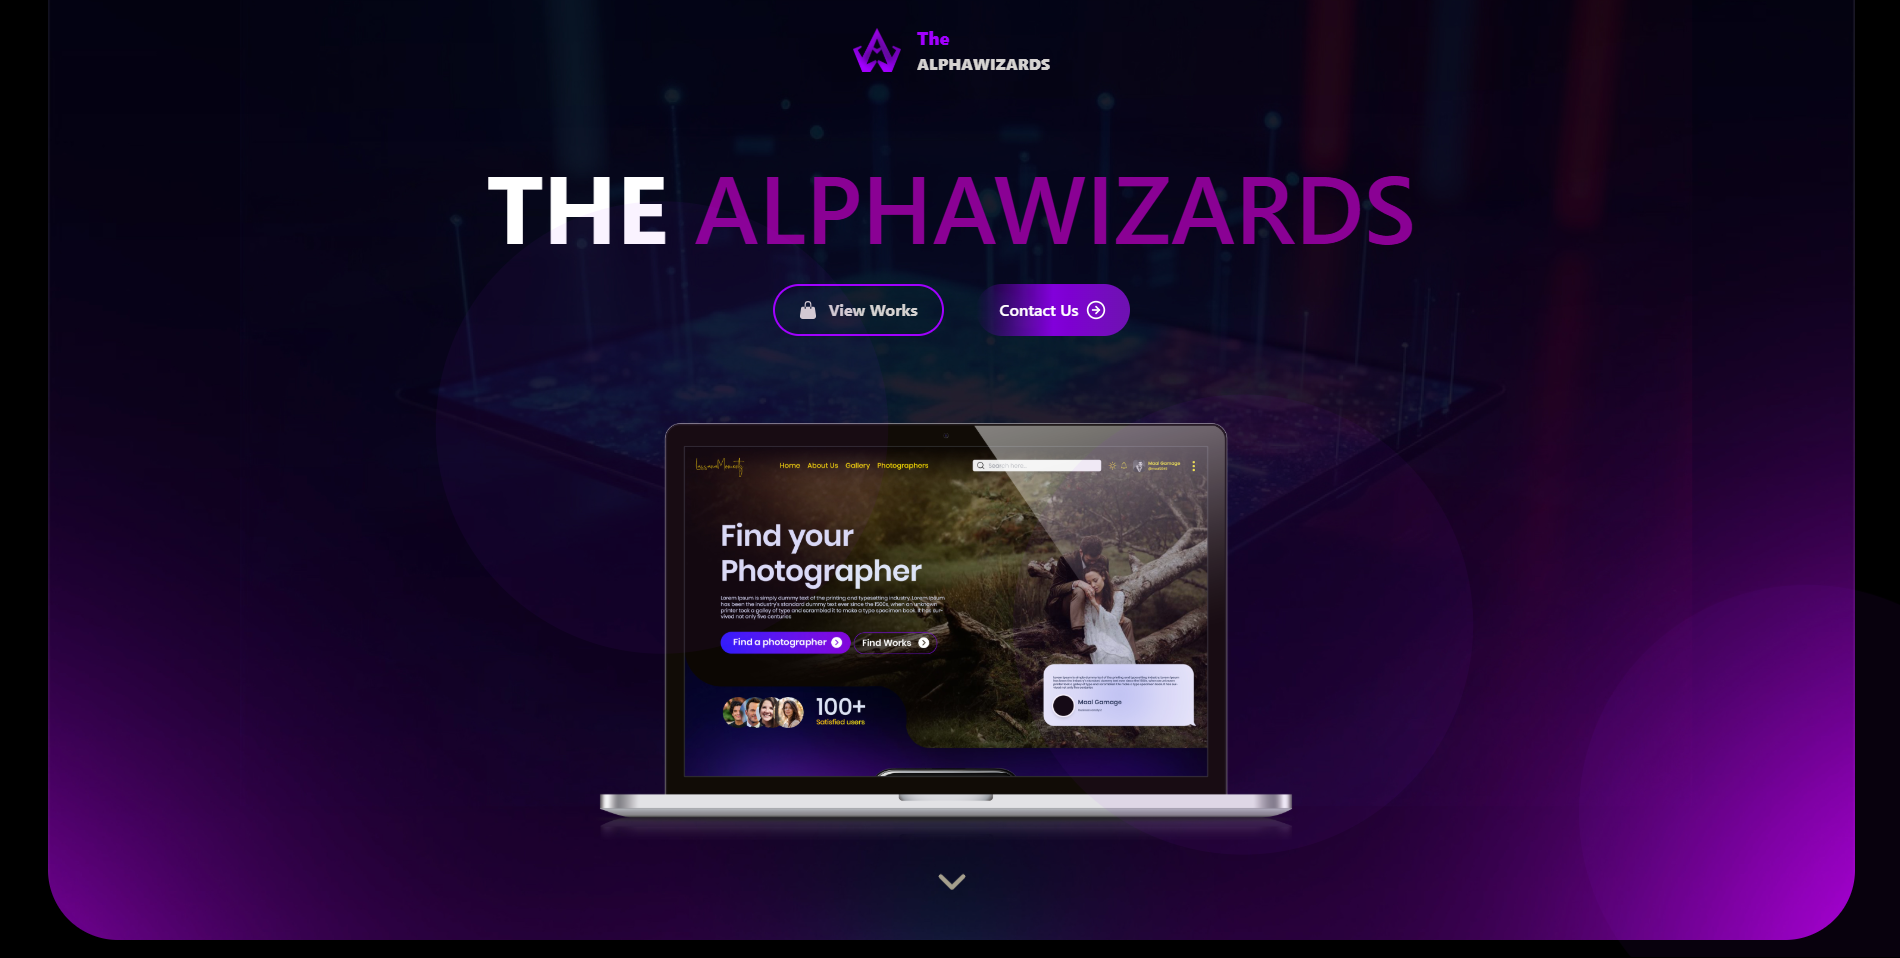 The
ALPHAWIZARDS
THE ALPHAWIZARDS
View Works
Contact Us
Home About Us Gallery Photographers
Search here...
Maal Gamage
Find your
Photographer
Lorem Ipsum is simply dummy text of the printing and typesetting industry. Lorem Ipsum
has been the industry's standard dummy text ever since the 1500s, when an unknown
printer took a galley of type and scrambled it to make a type specimen book. It has sur-
vived not only five centuries
Find a photographer
Find Works
100+
Satisfied users
Maal Gamage